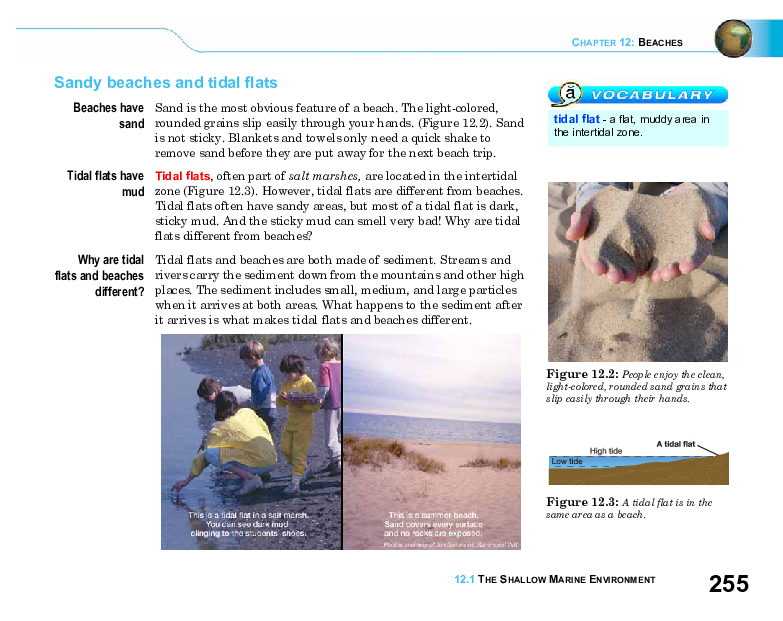 CHAPTER 12: BEACHES
Sandy beaches and tidal flats
Beaches have
sand
Sand is the most obvious feature of a beach. The light-colored,
rounded grains slip easily through your hands. (Figure 12.2). Sand
is not sticky. Blankets and towels only need a quick shake to
remove sand before they are put away for the next beach trip.
Tidal flats have
mud
Tidal flats, often part of salt marshes, are located in the intertidal
zone (Figure 12.3). However, tidal flats are different from beaches.
Tidal flats often have sandy areas, but most of a tidal flat is dark,
sticky mud. And the sticky mud can smell very bad! Why are tidal
flats different from beaches?
Why are tidal
flats and beaches
different?
Tidal flats and beaches are both made of sediment. Streams and
rivers carry the sediment down from the mountains and other high
places. The sediment includes small, medium, and large particles
when it arrives at both areas. What happens to the sediment after
it arrives is what makes tidal flats and beaches different.
This is a tidal flat in a salt marsh.
You can see dark mud
clinging to the students' shoes.
This is a summer beach.
Sand covers every surface
and no rocks are exposed.
ã VOCABULARY
tidal flat - a flat, muddy area in
the intertidal zone.
Figure 12.2: People enjoy the clean,
light-colored, rounded sand grains that
slip easily through their hands.
A tidal flat
High tide
Low tide
Figure 12.3: A tidal flat is in the
same area as a beach.
12.1 THE SHALLOW MARINE ENVIRONMENT
255